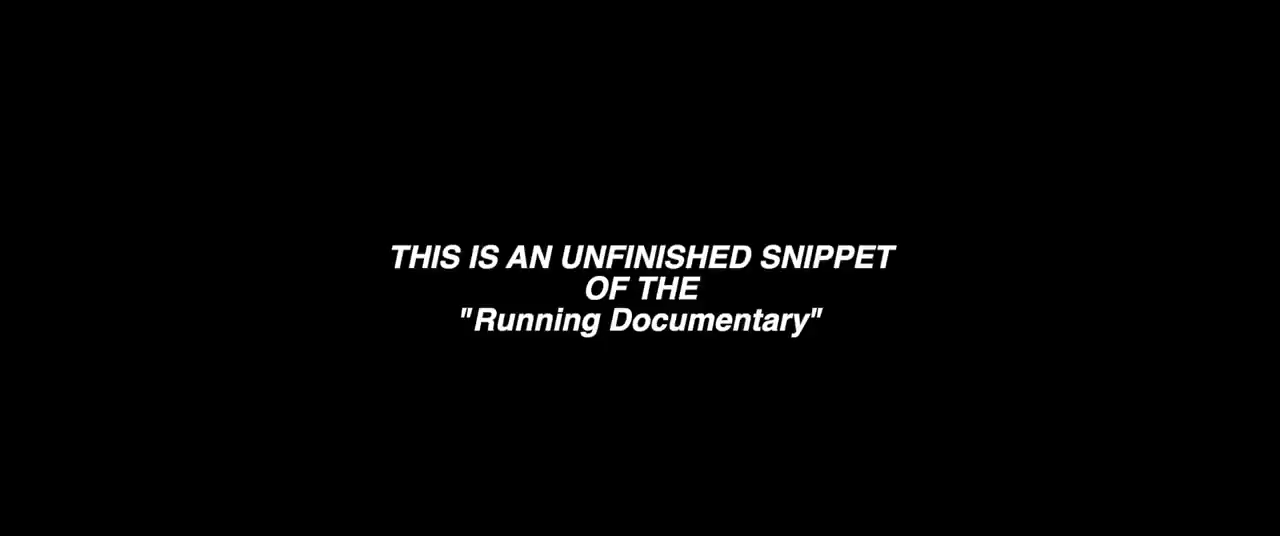 THIS IS AN UNFINISHED SNIPPET
OF THE
"Running Documentary"